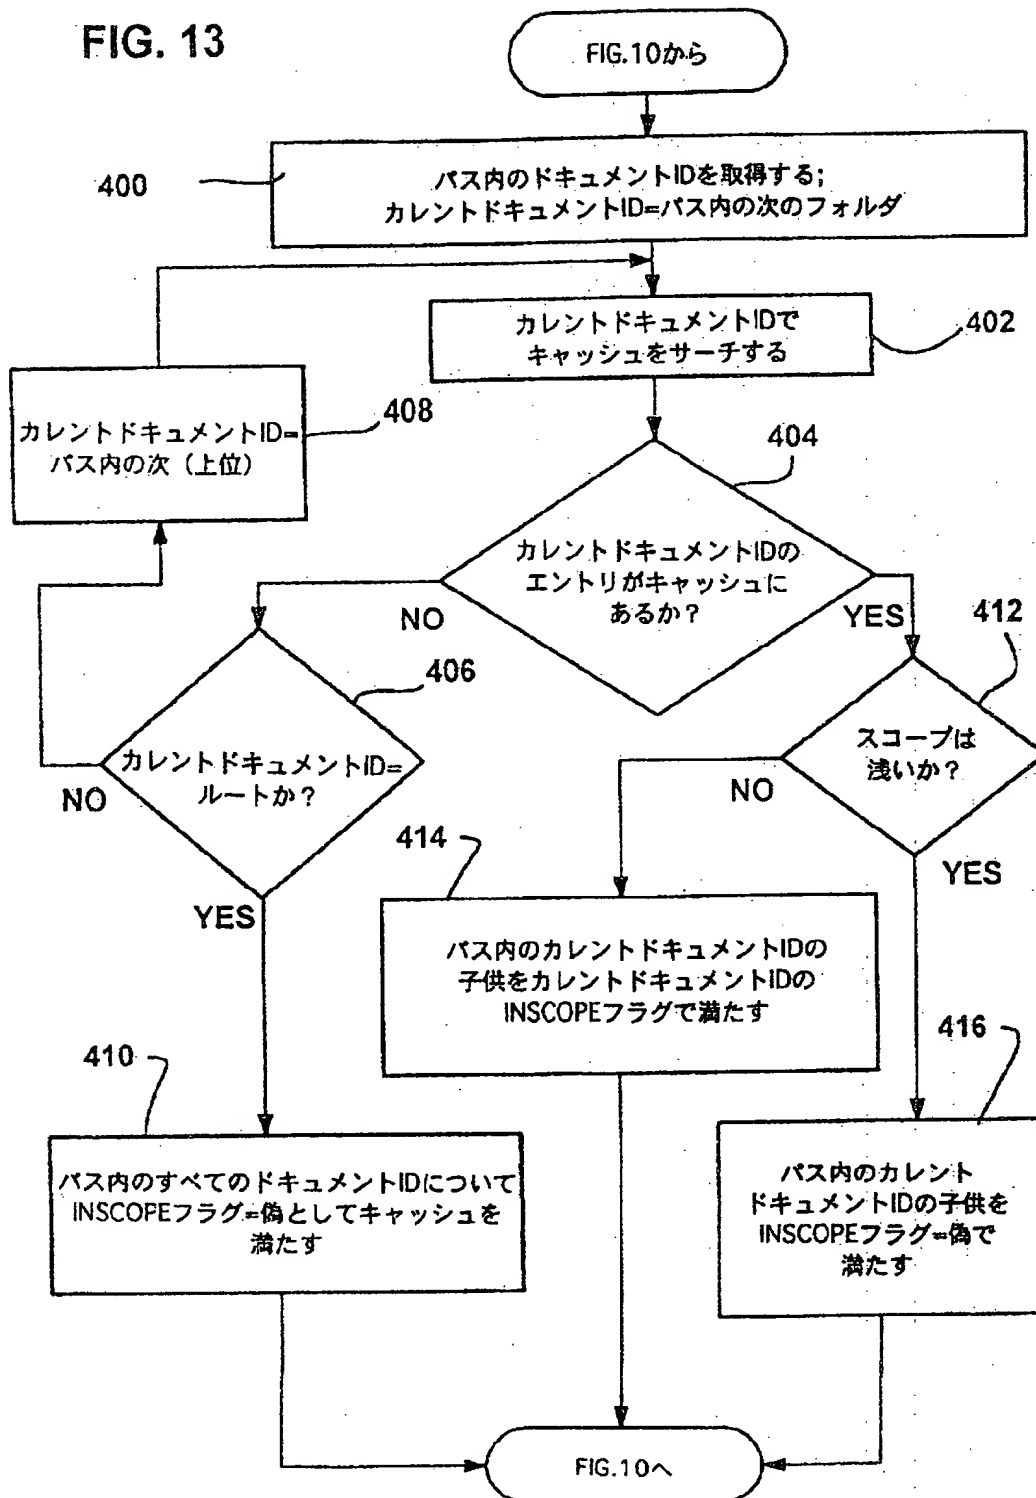 FIG. 13
FIG.10から
400
パス内のドキュメントIDを取得する;
カレントドキュメントID=パス内の次のフォルダ
カレントドキュメントIDで
キャッシュをサーチする
402
カレントドキュメントID=
パス内の次（上位）
408
404
カレントドキュメントIDの
エントリがキャッシュに
あるか？
NO
YES
412
406
カレントドキュメントID=
ルートか？
NO
YES
スコープは
浅いか？
NO
YES
414
パス内のカレントドキュメントIDの
子供をカレントドキュメントIDの
INSCOPEフラグで満たす
410
パス内のすべてのドキュメントIDについて
INSCOPEフラグ=偽としてキャッシュを
満たす
416
パス内のカレント
ドキュメントIDの子供を
INSCOPEフラグ=偽で
満たす
FIG.10へ